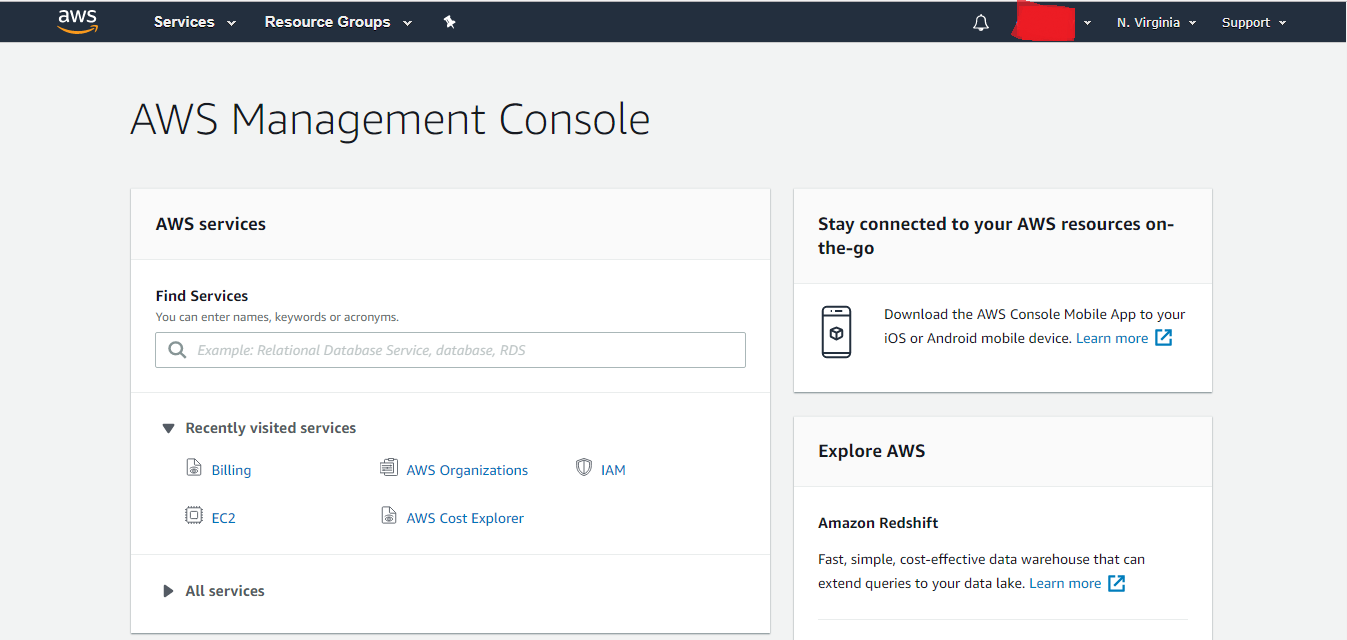 aws
Services
Resource Groups
N. Virginia
Support
AWS Management Console
AWS services
Find Services
You can enter names, keywords or acronyms.
Example: Relational Database Service, database, RDS
Recently visited services
Billing
AWS Organizations
IAM
EC2
AWS Cost Explorer
All services
Stay connected to your AWS resources on-
the-go
Download the AWS Console Mobile App to your
iOS or Android mobile device. Learn more
Explore AWS
Amazon Redshift
Fast, simple, cost-effective data warehouse that can
extend queries to your data lake. Learn more